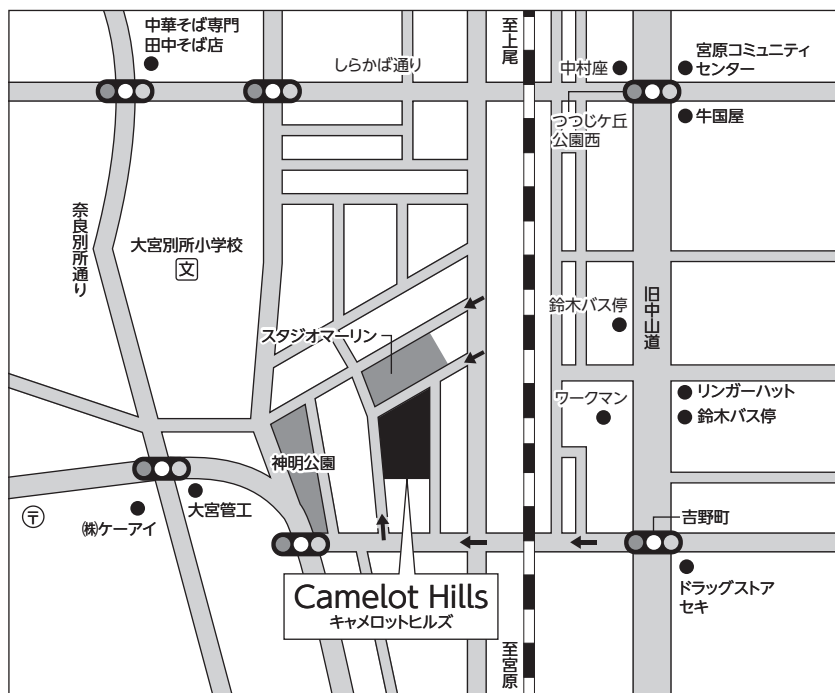 中華そば専門
田中そば店
至上尾
しらかば通り
中村座
宮原コミュニティ
センター
つつじケ丘
公園西
牛国屋
奈良別所通り
大宮別所小学校
文
鈴木バス停
旧中山道
スタジオマーリン
ワークマン
リンガーハット
鈴木バス停
神明公園
大宮管工
㈱ケーアイ
〒
吉野町
ドラッグストア
セキ
Camelot Hills
キャメロットヒルズ
至宮原